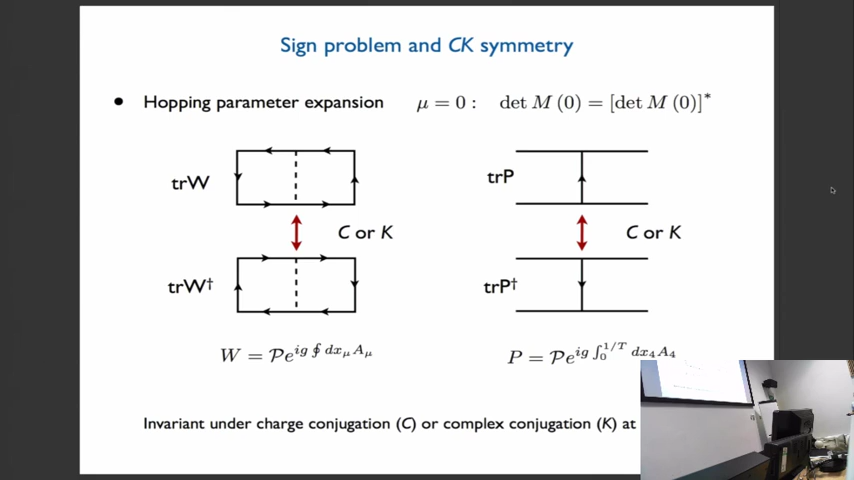 Sign problem and CK symmetry
• Hopping parameter expansion μ = 0 : det M (0) = [det M (0)]*
trW
trP
C or K
C or K
trW†
trP†
W = 𝒫e^{ig ∮ dx_μ A_μ}
P = 𝒫e^{ig ∫_0^{1/T} dx_4 A_4}
Invariant under charge conjugation (C) or complex conjugation (K) at